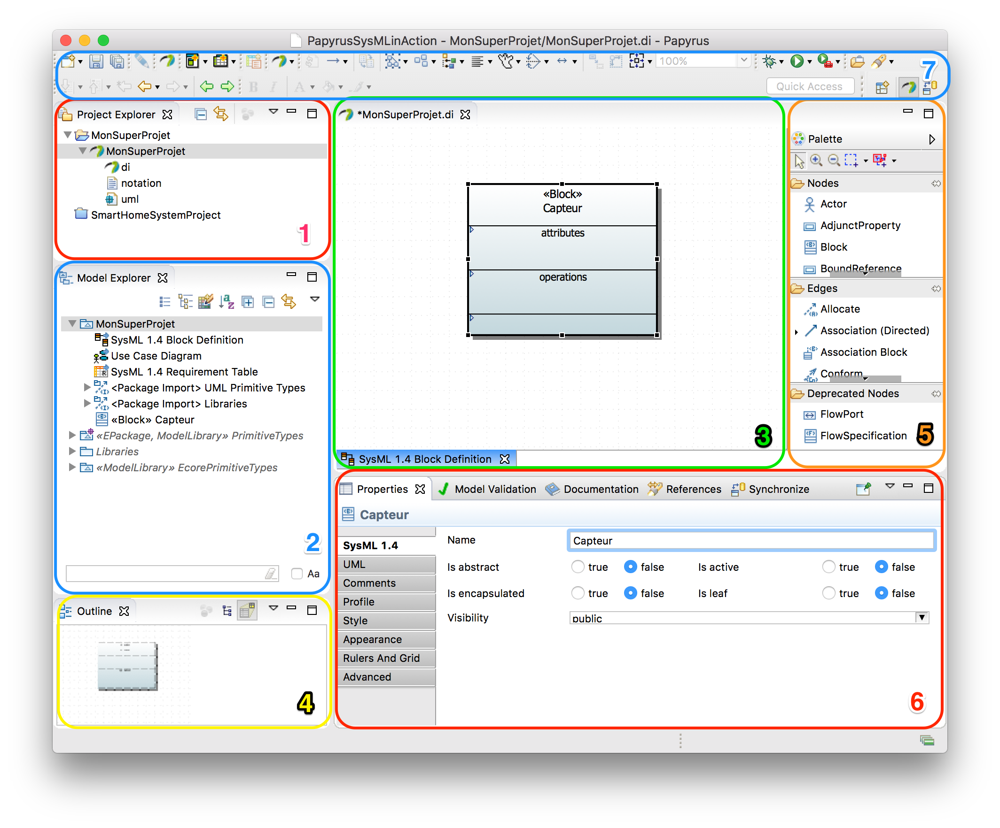 PapyrusSysMLinAction - MonSuperProjet/MonSuperProjet.di - Papyrus
100%
7
B I A
Quick Access
Project Explorer
MonSuperProjet
MonSuperProjet
di
notation
uml
SmartHomeSystemProject
1
Model Explorer
MonSuperProjet
SysML 1.4 Block Definition
Use Case Diagram
SysML 1.4 Requirement Table
<Package Import> UML Primitive Types
<Package Import> Libraries
«Block» Capteur
«EPackage, ModelLibrary» PrimitiveTypes
Libraries
«ModelLibrary» EcorePrimitiveTypes
2
Aa
Outline
4
*MonSuperProjet.di
«Block»
Capteur
attributes
operations
3
SysML 1.4 Block Definition
Palette
Nodes
Actor
AdjunctProperty
Block
BoundReference
Edges
Allocate
Association (Directed)
Association Block
Conform
Deprecated Nodes
FlowPort
FlowSpecification
5
Properties Model Validation Documentation References Synchronize
Capteur
SysML 1.4
UML
Comments
Profile
Style
Appearance
Rulers And Grid
Advanced
Name Capteur
Is abstract true false Is active true false
Is encapsulated true false Is leaf true false
Visibility public
6